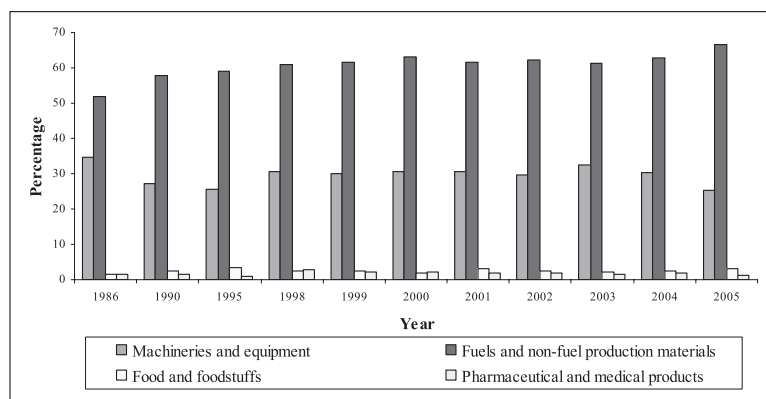 70
60
50
40
30
20
10
0
Percentage
1986 1990 1995 1998 1999 2000 2001 2002 2003 2004 2005
Year
Machineries and equipment Fuels and non-fuel production materials
Food and foodstuffs Pharmaceutical and medical products